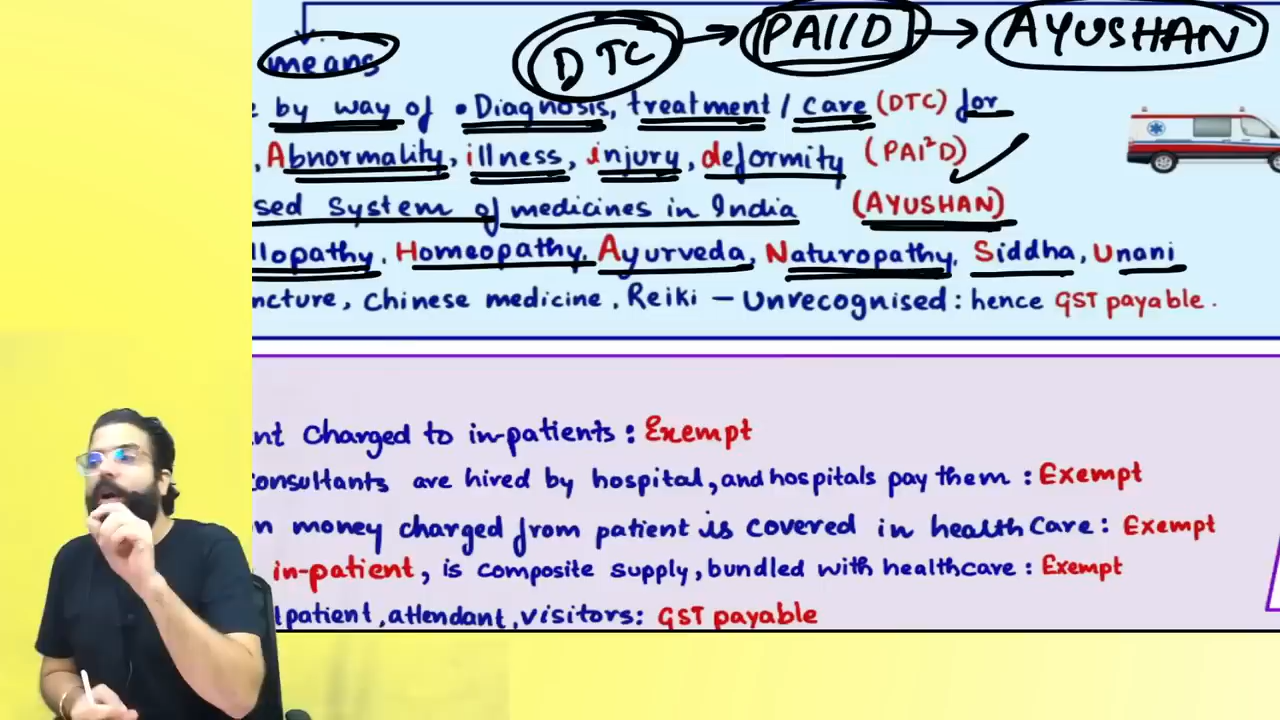 DTC → PAIID → AYUSHAN
means
by way of • Diagnosis, treatment / care (DTC) for
, Abnormality, illness, injury, deformity (PAI²D)
sed system of medicines in India (AYUSHAN)
llopathy, Homeopathy, Ayurveda, Naturopathy, Siddha, Unani
ncture, Chinese medicine, Reiki – Unrecognised : hence GST payable.
nt charged to in-patients : Exempt
consultants are hired by hospital, and hospitals pay them : Exempt
n money charged from patient is covered in health care : Exempt
in-patient, is composite supply, bundled with healthcare : Exempt
patient, attendant, visitors : GST payable